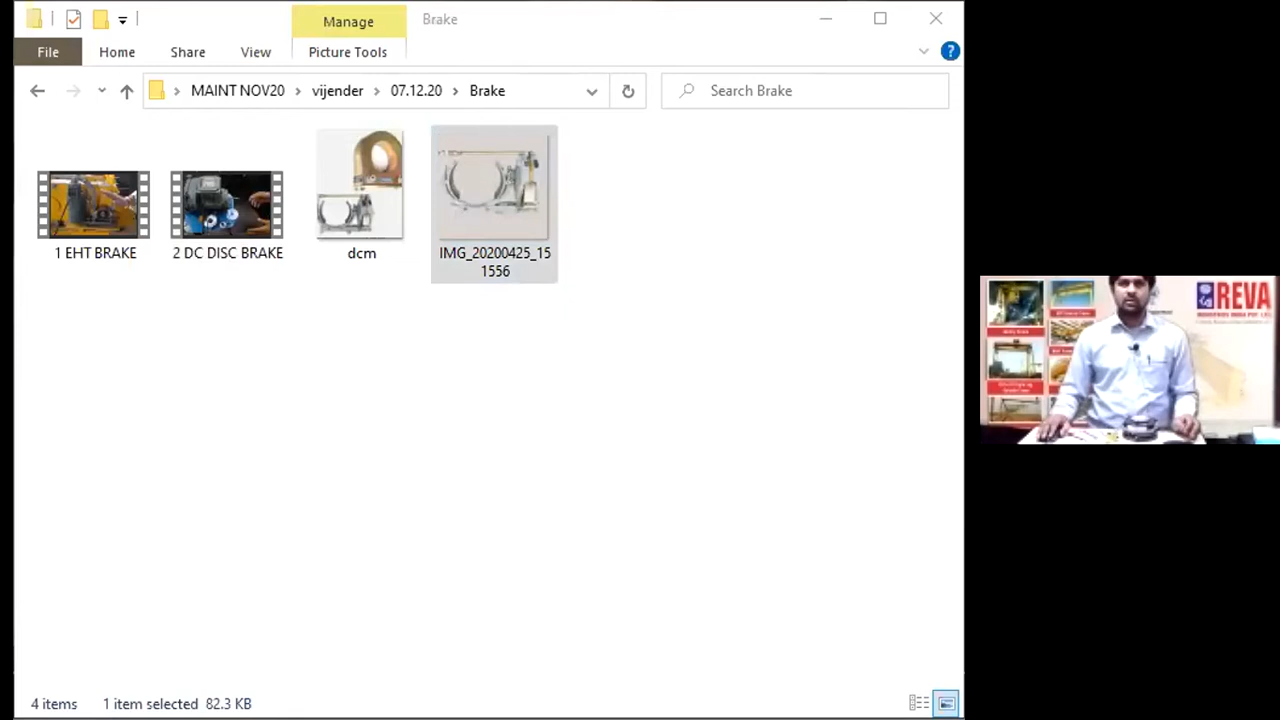 Manage
Brake
File
Home
Share
View
Picture Tools
MAINT NOV20
vijender
07.12.20
Brake
Search Brake
1 EHT BRAKE
2 DC DISC BRAKE
dcm
IMG_20200425_15
1556
REVA
4 items
1 item selected
82.3 KB